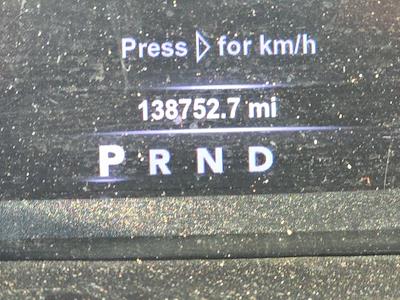 Press ▷ for km/h
138752.7 mi
P R N D